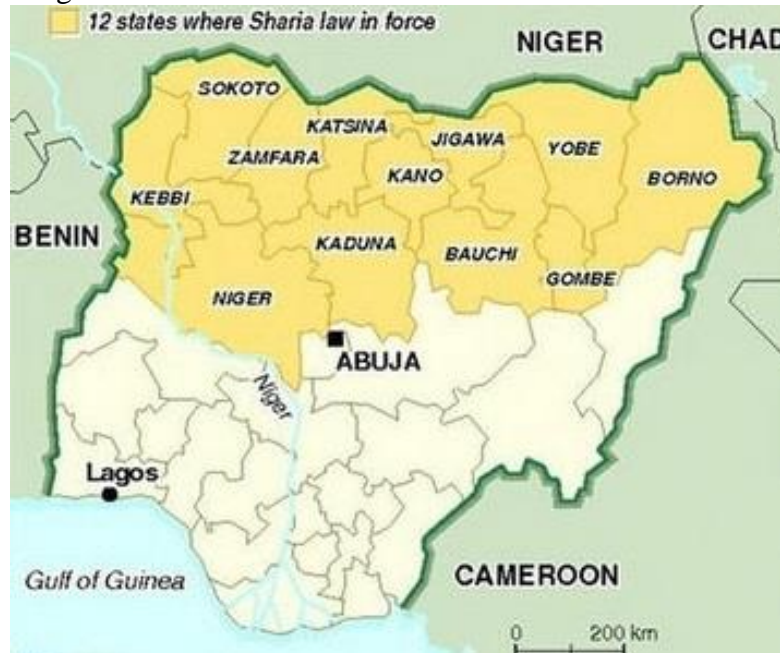 12 states where Sharia law in force
NIGER
CHAD
SOKOTO
KATSINA
JIGAWA
YOBE
ZAMFARA
KANO
BORNO
KEBBI
BENIN
KADUNA
BAUCHI
GOMBE
NIGER
ABUJA
Niger
Lagos
Gulf of Guinea
CAMEROON
0 200 km